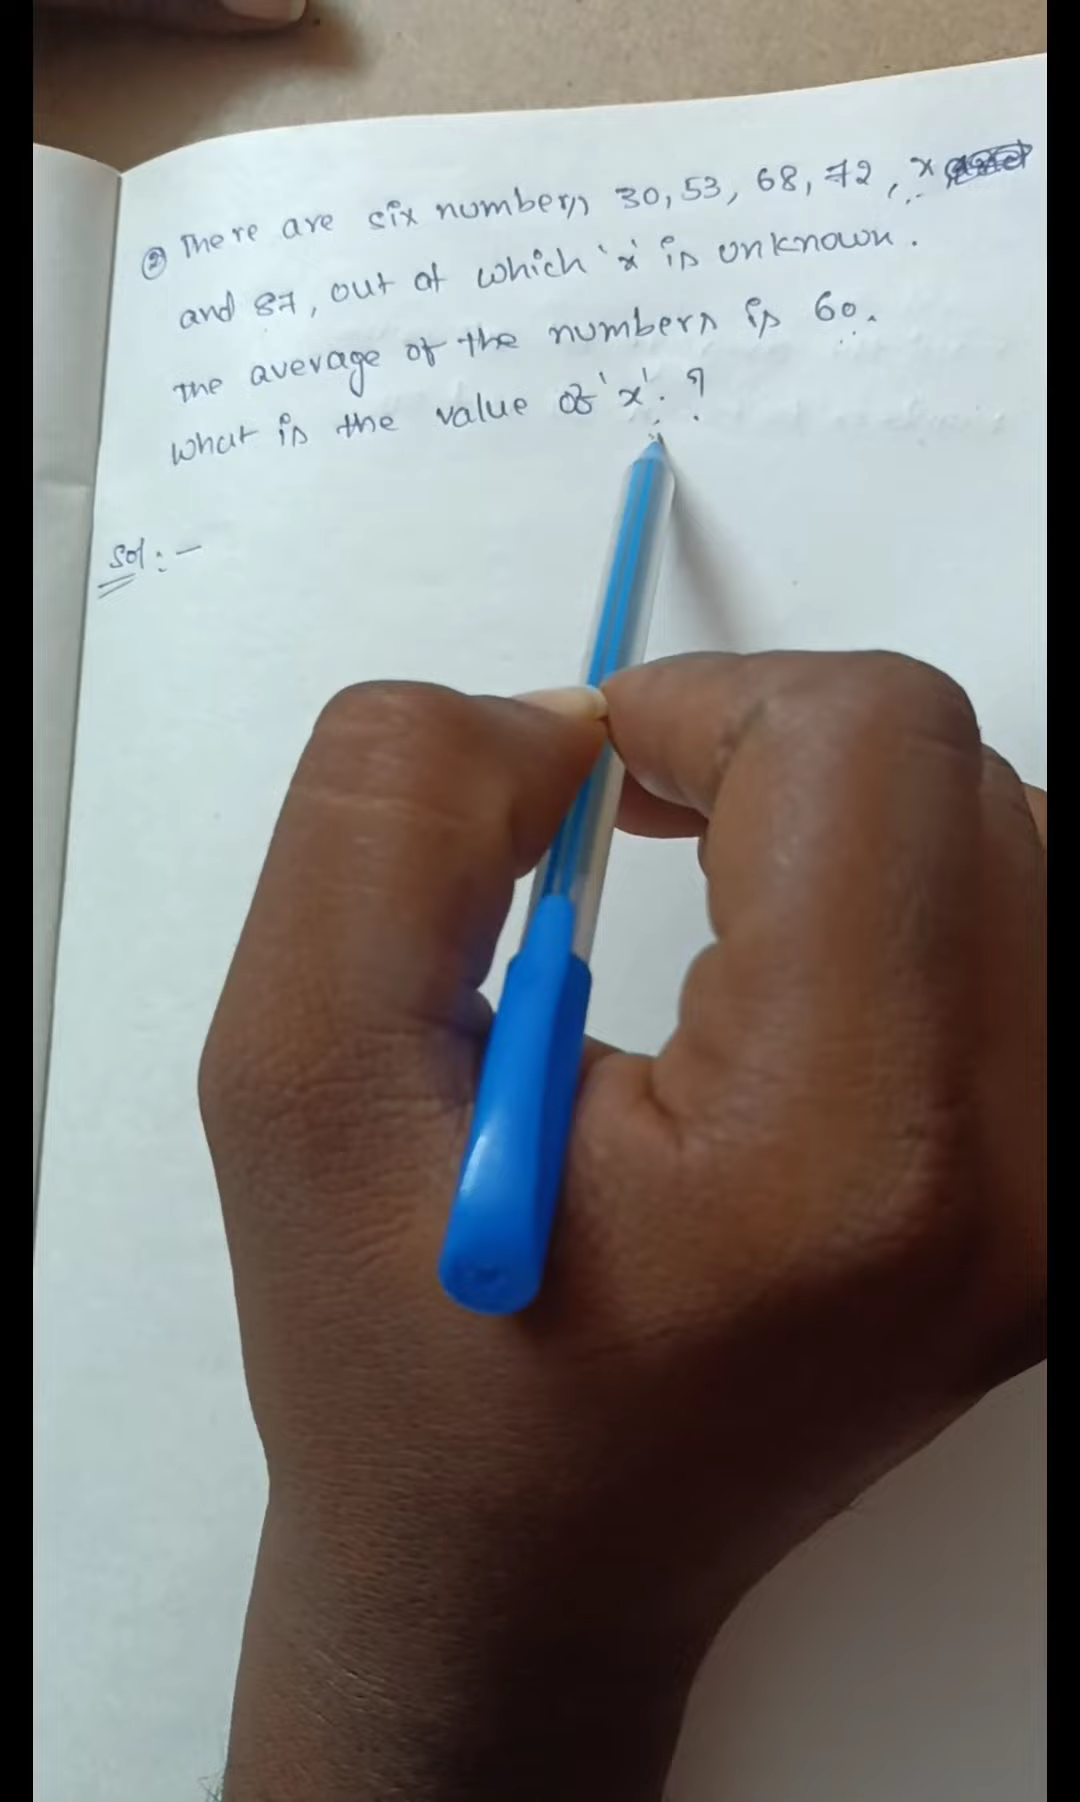 ② There are six numbers 30, 53, 68, 72, x
and 87, out of which 'x' is unknown.
The average of the numbers is 60.
What is the value of 'x'. ?
Sol : -